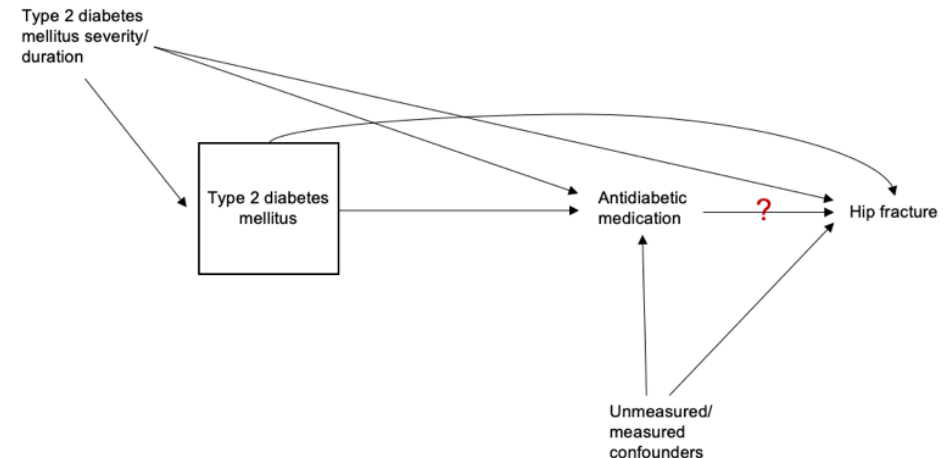 Type 2 diabetes
mellitus severity/
duration
Type 2 diabetes
mellitus
Antidiabetic
medication
?
Hip fracture
Unmeasured/
measured
confounders